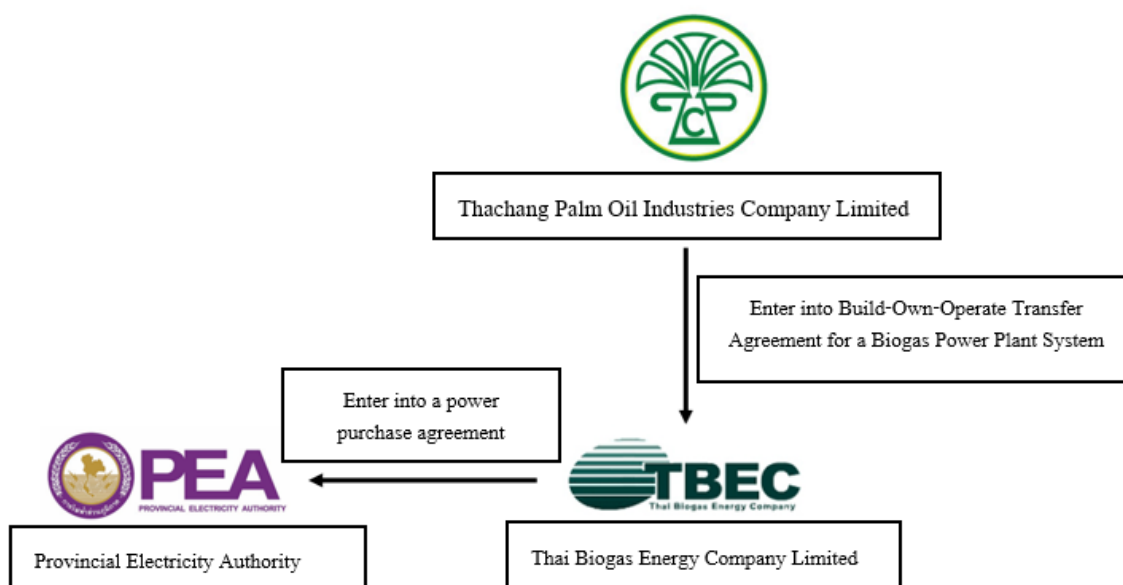 C
Thachang Palm Oil Industries Company Limited
Enter into Build-Own-Operate Transfer
Agreement for a Biogas Power Plant System
Enter into a power
purchase agreement
PEA
PROVINCIAL ELECTRICITY AUTHORITY
TBEC
Thai Biogas Energy Company
Provincial Electricity Authority
Thai Biogas Energy Company Limited